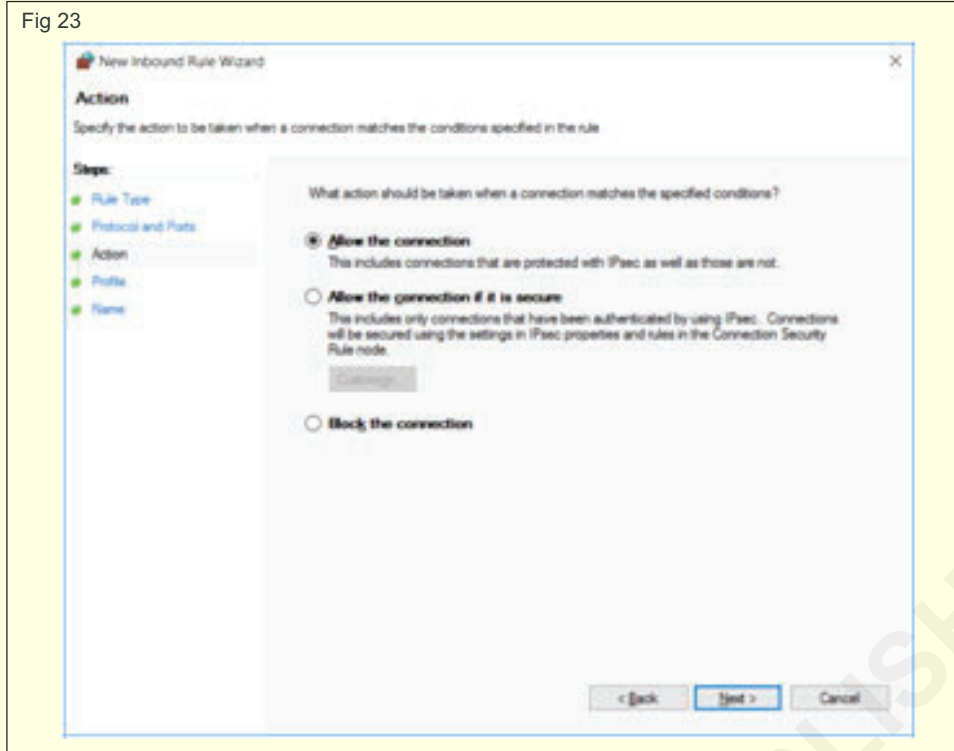 Fig 23
New Inbound Rule Wizard
Action
Specify the action to be taken when a connection matches the conditions specified in the rule
Steps:
Rule Type
Protocol and Ports
Action
Profile
Name
What action should be taken when a connection matches the specified conditions?
Allow the connection
This includes connections that are protected with IPsec as well as those are not.
Allow the connection if it is secure
This includes only connections that have been authenticated by using IPsec. Connections
will be secured using the settings in IPsec properties and rules in the Connection Security
Rule node.
Customize...
Block the connection
< Back Next > Cancel